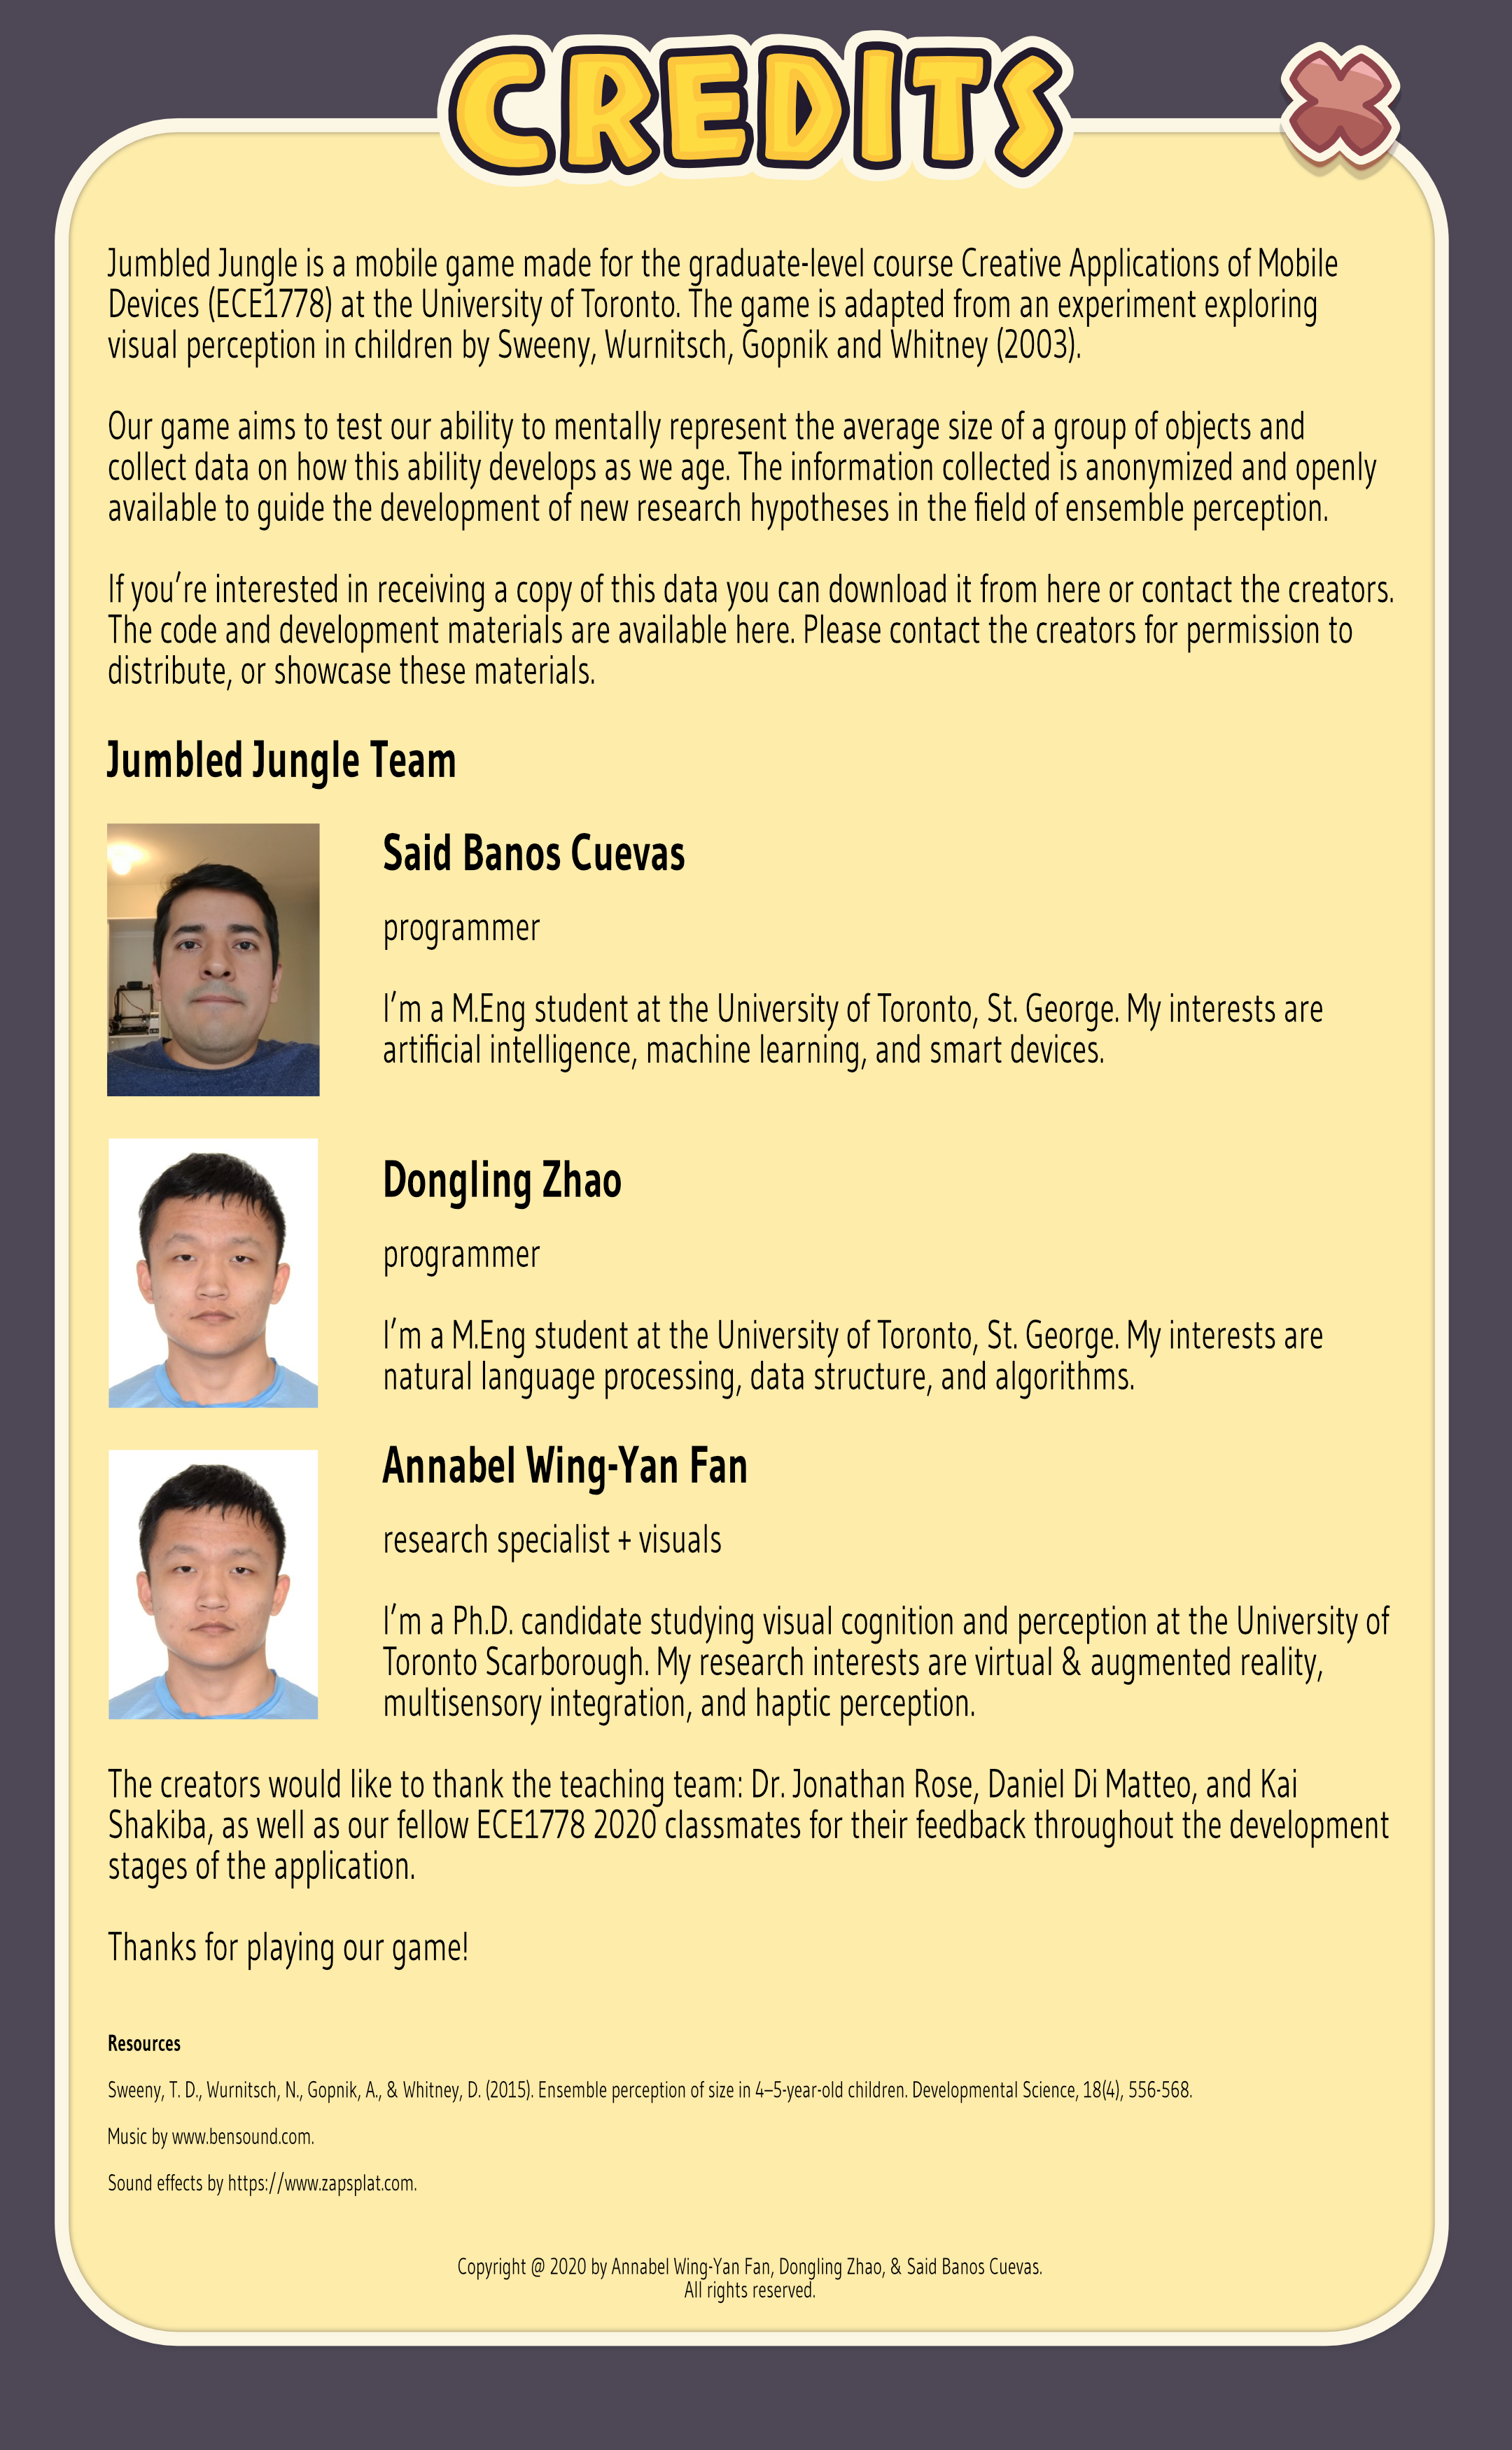 CREDITS
Jumbled Jungle is a mobile game made for the graduate-level course Creative Applications of Mobile
Devices (ECE1778) at the University of Toronto. The game is adapted from an experiment exploring
visual perception in children by Sweeny, Wurnitsch, Gopnik and Whitney (2003).
Our game aims to test our ability to mentally represent the average size of a group of objects and
collect data on how this ability develops as we age. The information collected is anonymized and openly
available to guide the development of new research hypotheses in the field of ensemble perception.
If you’re interested in receiving a copy of this data you can download it from here or contact the creators.
The code and development materials are available here. Please contact the creators for permission to
distribute, or showcase these materials.
Jumbled Jungle Team
Said Banos Cuevas
programmer
I’m a M.Eng student at the University of Toronto, St. George. My interests are
artificial intelligence, machine learning, and smart devices.
Dongling Zhao
programmer
I’m a M.Eng student at the University of Toronto, St. George. My interests are
natural language processing, data structure, and algorithms.
Annabel Wing-Yan Fan
research specialist + visuals
I’m a Ph.D. candidate studying visual cognition and perception at the University of
Toronto Scarborough. My research interests are virtual & augmented reality,
multisensory integration, and haptic perception.
The creators would like to thank the teaching team: Dr. Jonathan Rose, Daniel Di Matteo, and Kai
Shakiba, as well as our fellow ECE1778 2020 classmates for their feedback throughout the development
stages of the application.
Thanks for playing our game!
Resources
Sweeny, T. D., Wurnitsch, N., Gopnik, A., & Whitney, D. (2015). Ensemble perception of size in 4–5-year-old children. Developmental Science, 18(4), 556-568.
Music by www.bensound.com.
Sound effects by https://www.zapsplat.com.
Copyright @ 2020 by Annabel Wing-Yan Fan, Dongling Zhao, & Said Banos Cuevas.
All rights reserved.